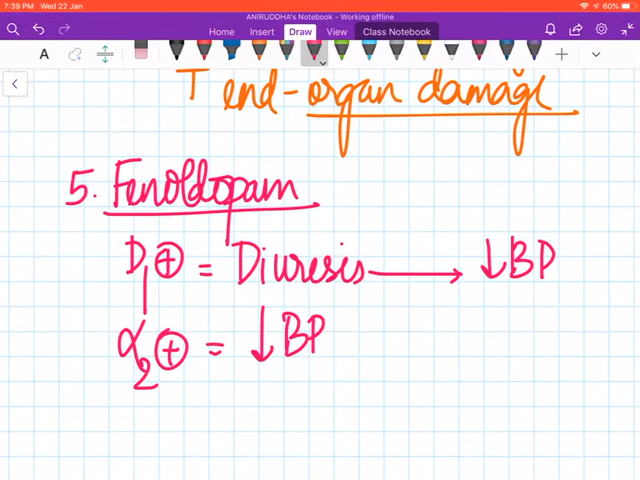 7:39 PM Wed 22 Jan
ANIRUDDHA's Notebook - Working offline
60%
Home Insert Draw View Class Notebook
A
end-organ damage
5. Fenoldopam
D1 ⊕ = Diuresis → ↓BP
α2 ⊕ = ↓BP